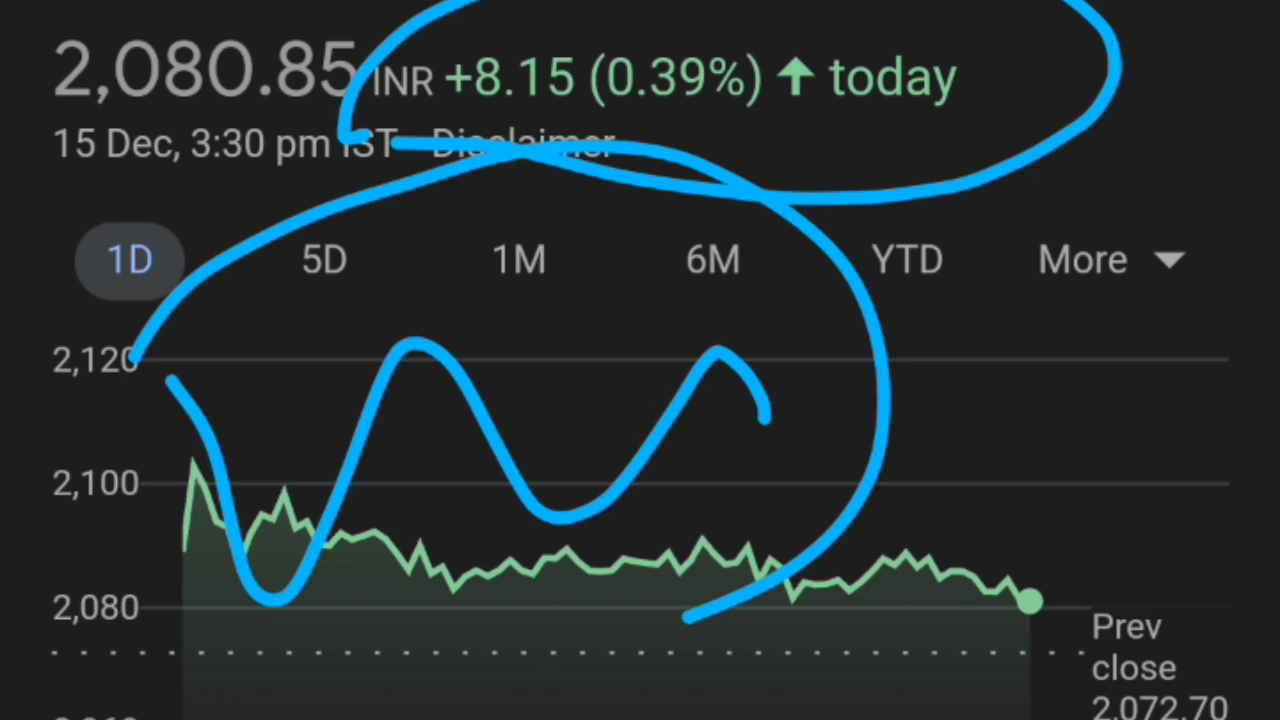 2,080.85 INR +8.15 (0.39%) ↑ today
15 Dec, 3:30 pm IST Disclaimer
1D 5D 1M 6M YTD More
2,120
2,100
2,080
Prev
close
2,072.70